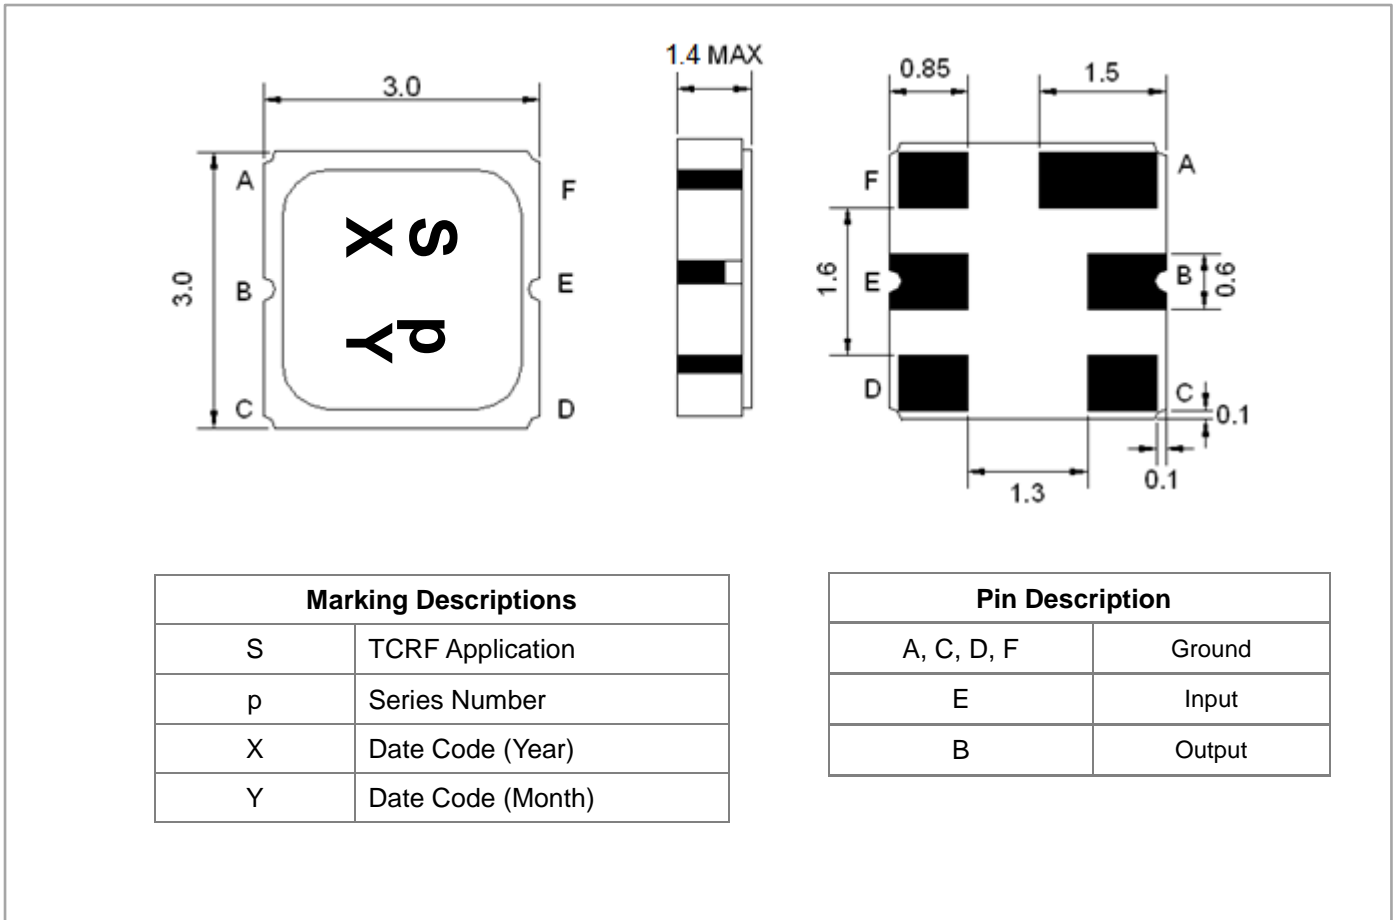 3.0
3.0
A
B
C
F
E
D
S p
X Y
1.4 MAX
0.85
1.5
F
E
D
A
B
C
1.6
0.6
0.1
0.1
1.3
Marking Descriptions
S TCRF Application
p Series Number
X Date Code (Year)
Y Date Code (Month)
Pin Description
A, C, D, F Ground
E Input
B Output